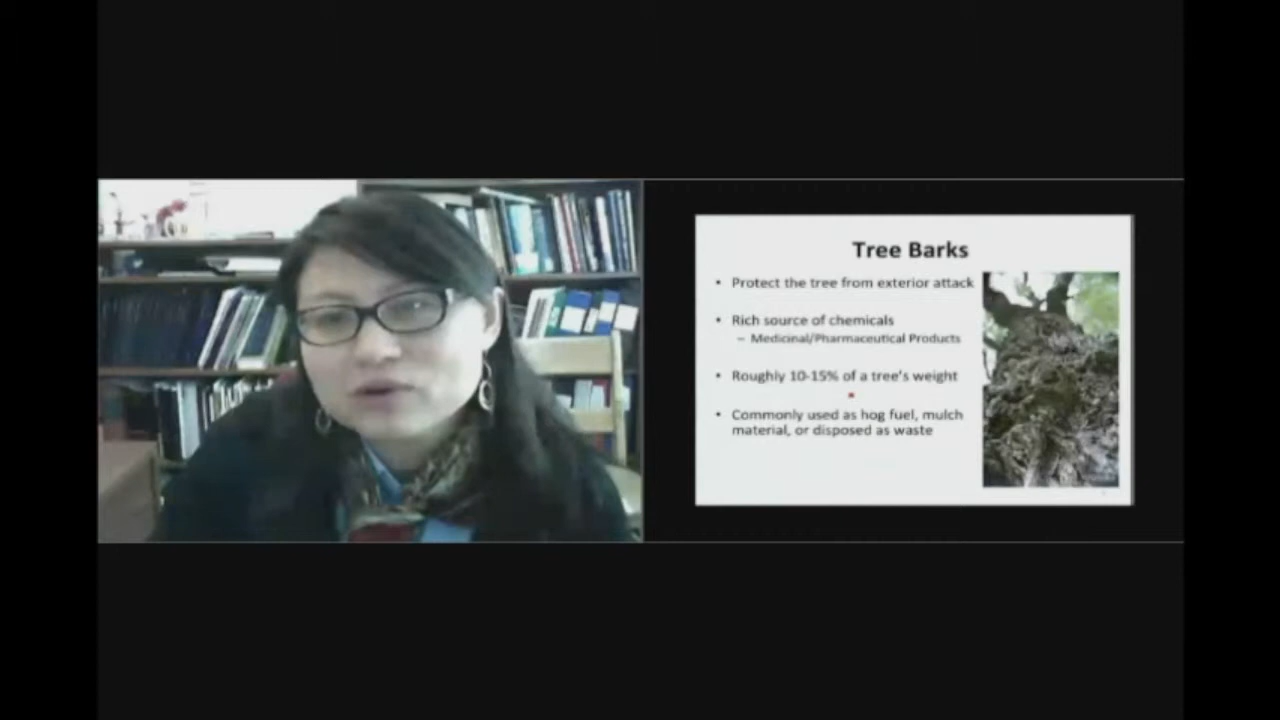 Tree Barks
• Protect the tree from exterior attack
• Rich source of chemicals
– Medicinal/Pharmaceutical Products
• Roughly 10-15% of a tree's weight
• Commonly used as hog fuel, mulch
material, or disposed as waste